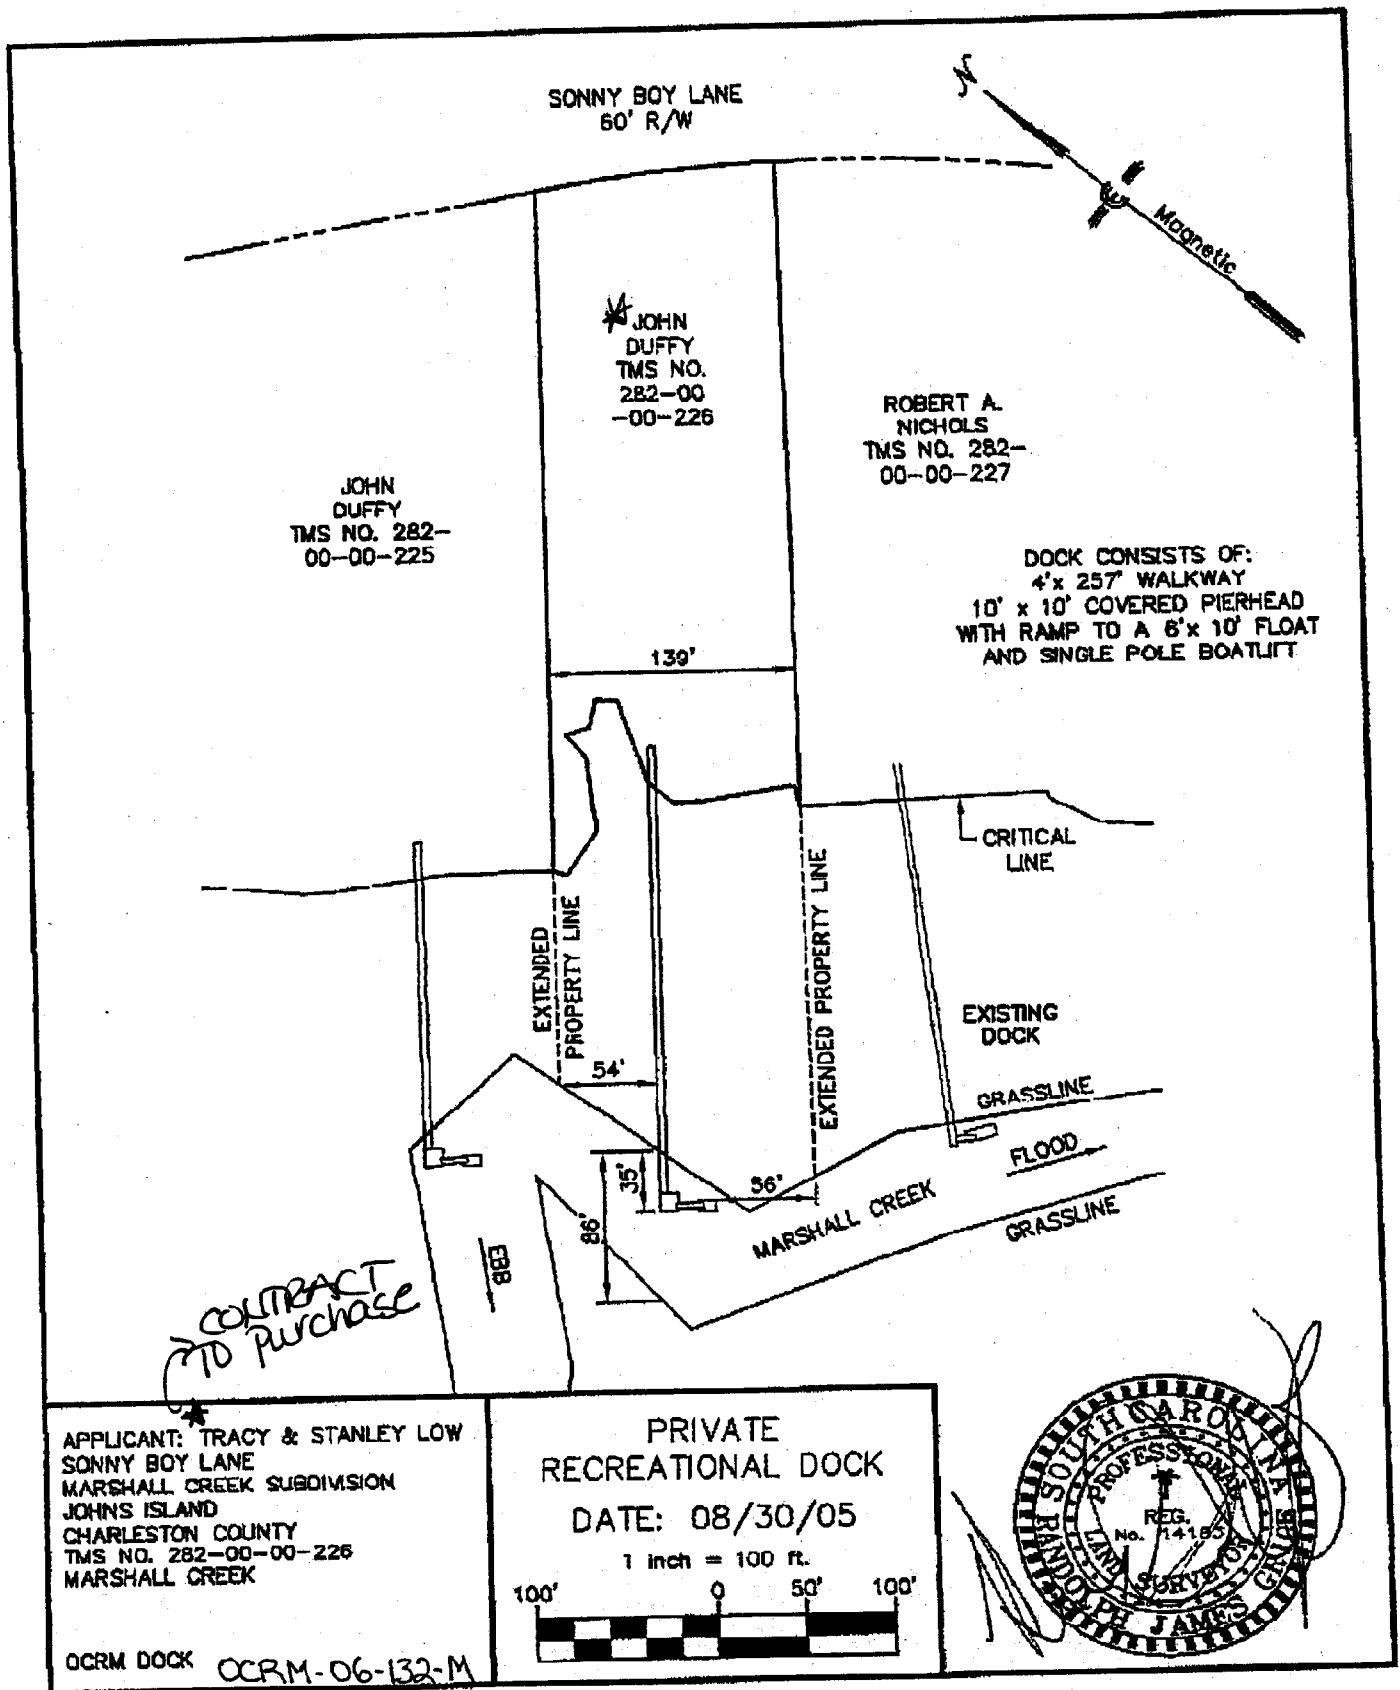 SONNY BOY LANE
60' R/W
N
Magnetic
JOHN
DUFFY
TMS NO.
282-00
-00-226
ROBERT A.
NICHOLS
TMS NO. 282-
00-00-227
JOHN
DUFFY
TMS NO. 282-
00-00-225
DOCK CONSISTS OF:
4'x 257' WALKWAY
10' x 10' COVERED PIERHEAD
WITH RAMP TO A 6'x 10' FLOAT
AND SINGLE POLE BOATLIFT
139'
CRITICAL
LINE
EXTENDED
PROPERTY LINE
EXTENDED PROPERTY LINE
EXISTING
DOCK
54'
GRASSLINE
FLOOD
35'
56'
86'
MARSHALL CREEK
GRASSLINE
EBB
CONTRACT
TO Purchase
APPLICANT: TRACY & STANLEY LOW
SONNY BOY LANE
MARSHALL CREEK SUBDIVISION
JOHNS ISLAND
CHARLESTON COUNTY
TMS NO. 282-00-00-226
MARSHALL CREEK
OCRM DOCK OCRM-06-132-M
PRIVATE
RECREATIONAL DOCK
DATE: 08/30/05
1 inch = 100 ft.
100' 0 50' 100'
SOUTH CAROLINA
PROFESSIONAL
REG.
No. 14185
LAND SURVEYOR
RANDOLPH JAMES GRICE